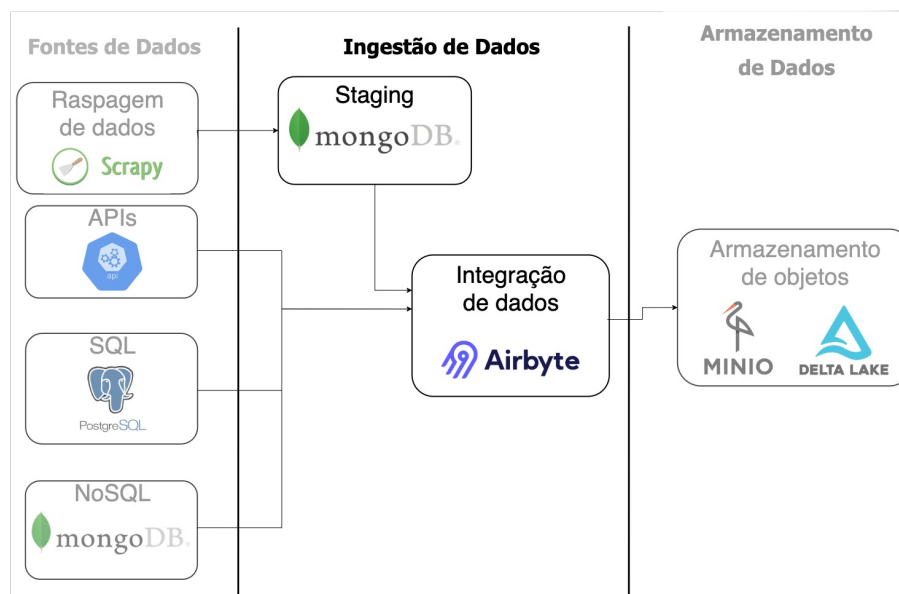 Fontes de Dados
Raspagem
de dados
Scrapy
APIs
api
SQL
PostgreSQL
NoSQL
mongoDB®
Ingestão de Dados
Staging
mongoDB®
Integração
de dados
Airbyte
Armazenamento
de Dados
Armazenamento
de objetos
MINIO
DELTA LAKE